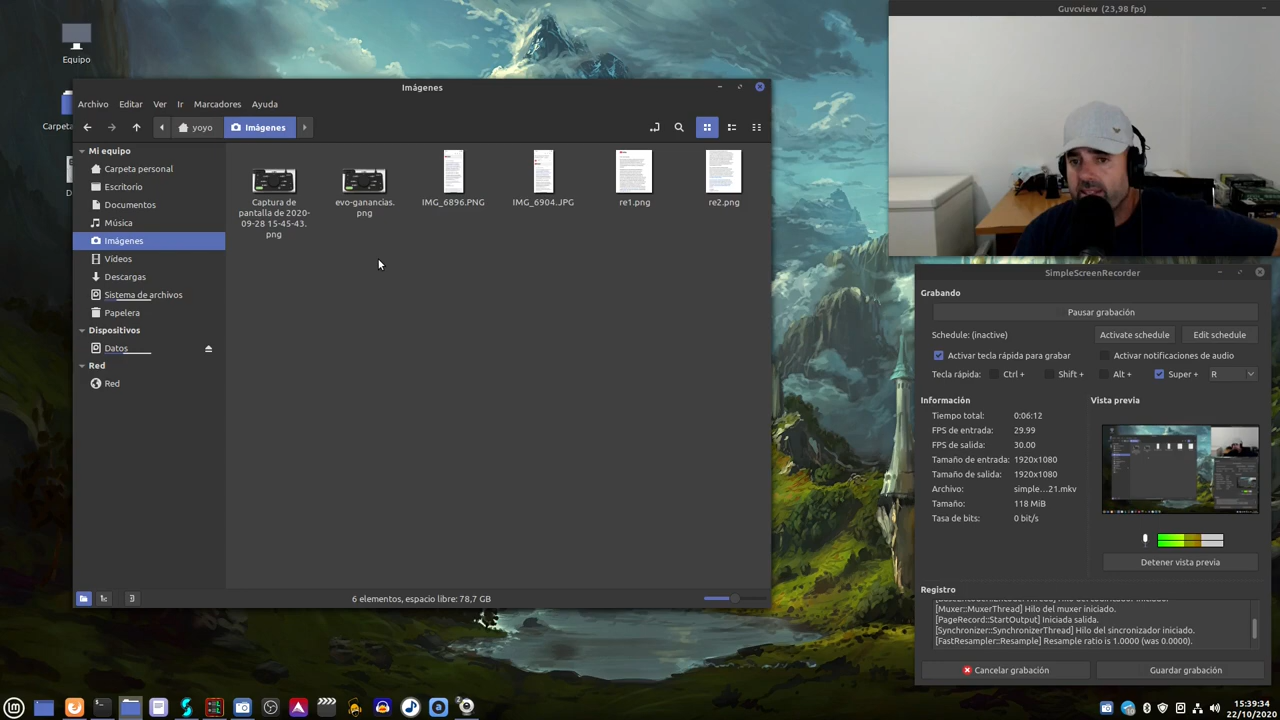 Equipo
Carpeta
D
Imágenes
Archivo Editar Ver Ir Marcadores Ayuda
yoyo Imágenes
Mi equipo
Carpeta personal
Escritorio
Documentos
Música
Imágenes
Vídeos
Descargas
Sistema de archivos
Papelera
Dispositivos
Datos
Red
Red
Captura de
pantalla de 2020-
09-28 15-45-43.
png
evo-ganancias.
png
IMG_6896.PNG
IMG_6904.JPG
re1.png
re2.png
6 elementos, espacio libre: 78,7 GB
Guvcview (23,98 fps)
SimpleScreenRecorder
Grabando
Pausar grabación
Schedule: (inactive) Activate schedule Edit schedule
Activar tecla rápida para grabar Activar notificaciones de audio
Tecla rápida: Ctrl + Shift + Alt + Super + R
Información
Tiempo total: 0:06:12
FPS de entrada: 29.99
FPS de salida: 30.00
Tamaño de entrada: 1920x1080
Tamaño de salida: 1920x1080
Archivo: simple...21.mkv
Tamaño: 118 MiB
Tasa de bits: 0 bit/s
Vista previa
Detener vista previa
Registro
[Muxer::MuxerThread] Hilo del muxer iniciado.
[PageRecord::StartOutput] Iniciada salida.
[Synchronizer::SynchronizerThread] Hilo del sincronizador iniciado.
[FastResampler::Resample] Resample ratio is 1.0000 (was 0.0000).
Cancelar grabación Guardar grabación
15:39:34
22/10/2020